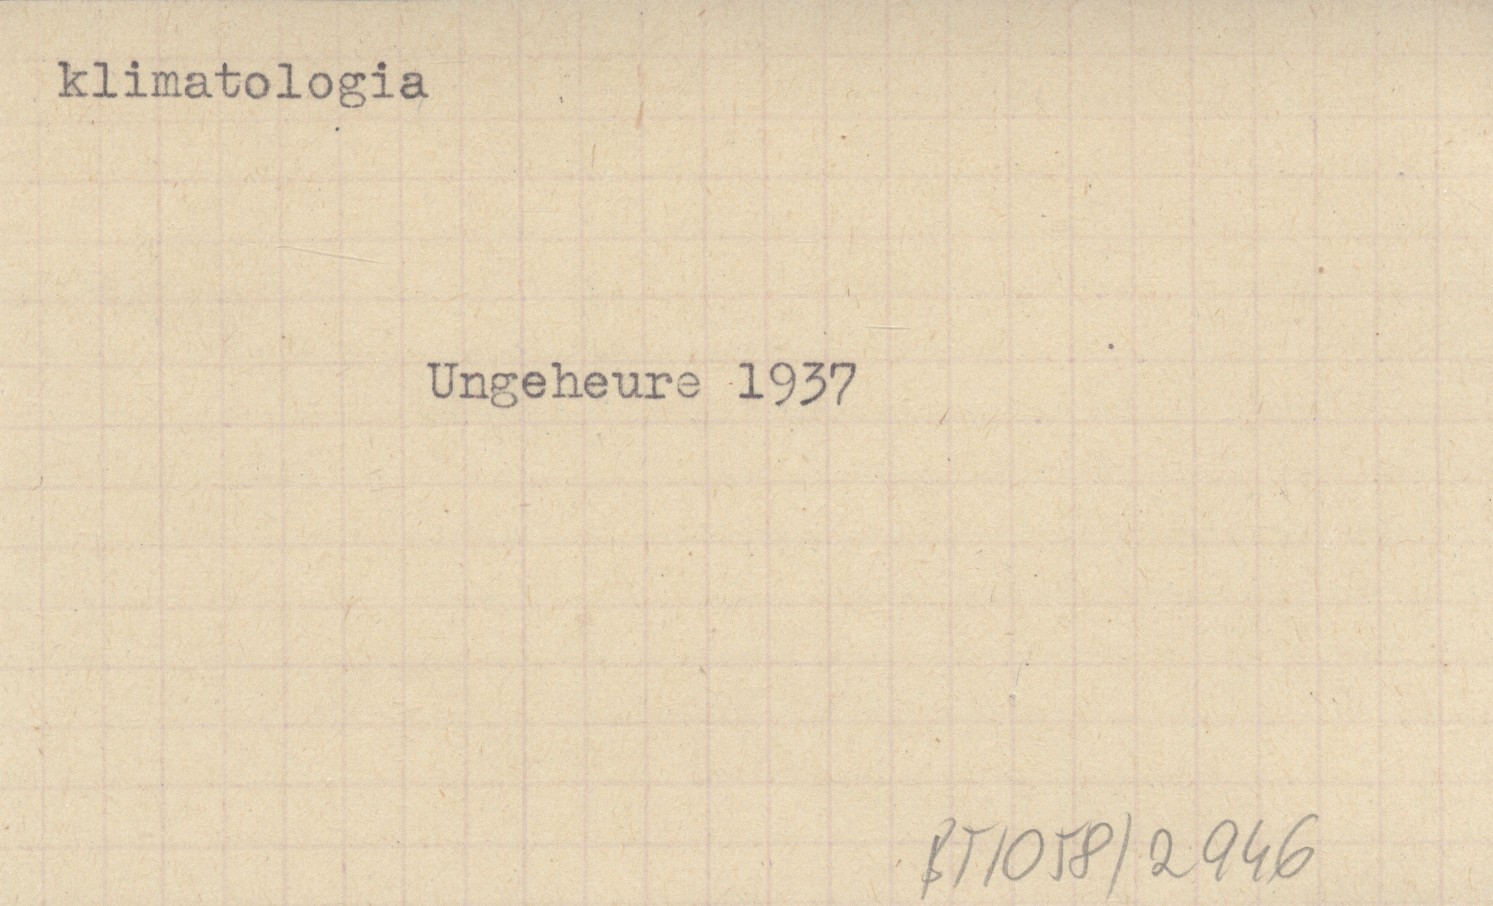 klimatologia
Ungeheure 1937
BT1058/2946